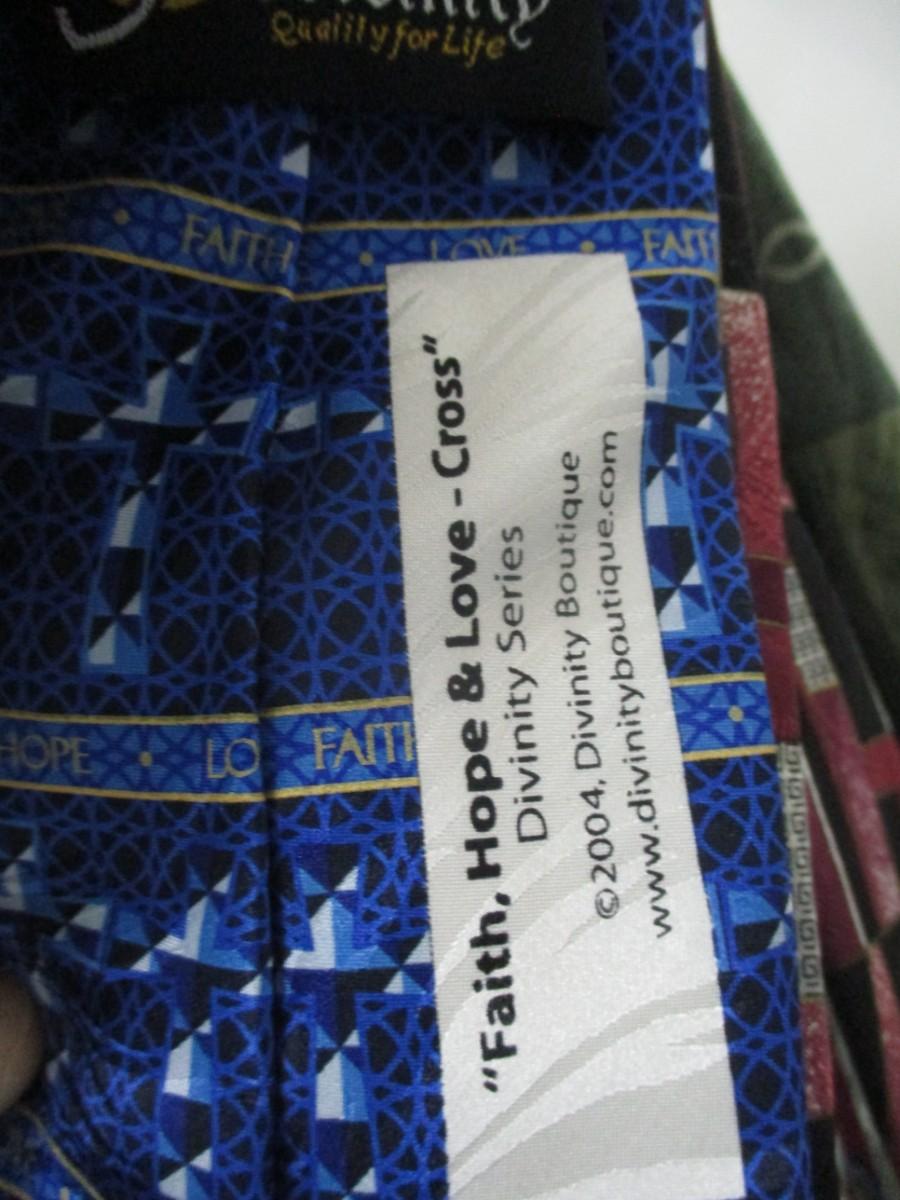 Quality for Life
FAITH • LOVE • FAITH
"Faith, Hope & Love - Cross"
Divinity Series
©2004, Divinity Boutique
www.divinityboutique.com
HOPE • LO FAITH